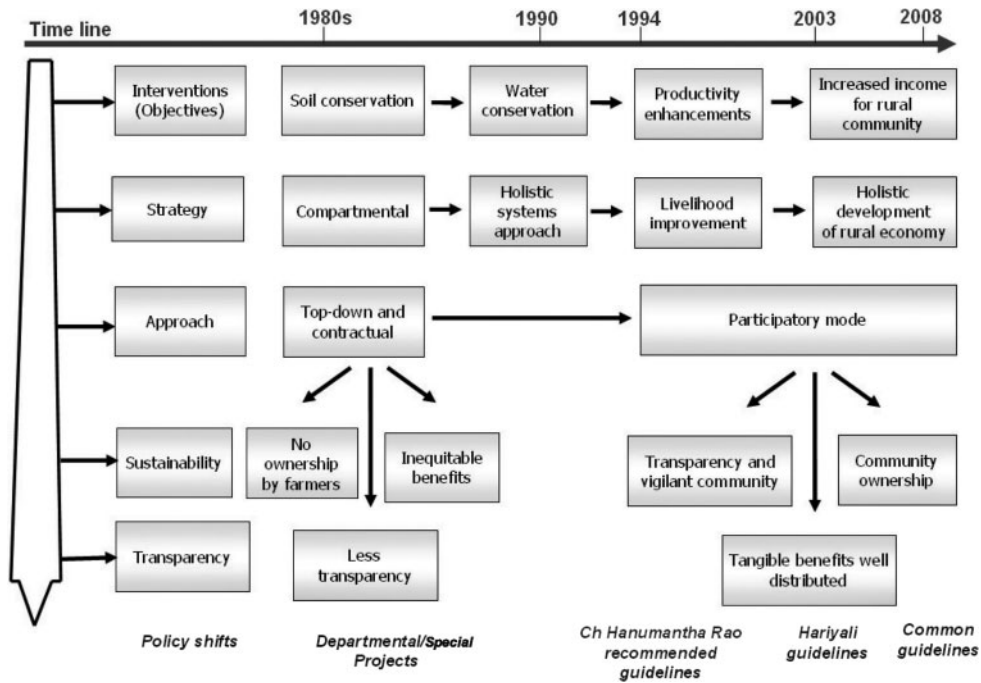 1980s 1990 1994 2003 2008
Time line
Interventions
(Objectives)
Soil conservation
Water
conservation
Productivity
enhancements
Increased income
for rural
community
Strategy
Compartmental
Holistic
systems
approach
Livelihood
improvement
Holistic
development
of rural economy
Approach
Top-down and
contractual
Participatory mode
Sustainability
No
ownership
by farmers
Inequitable
benefits
Transparency and
vigilant community
Community
ownership
Transparency
Less
transparency
Tangible benefits well
distributed
Policy shifts
Departmental/Special
Projects
Ch Hanumantha Rao
recommended
guidelines
Hariyali
guidelines
Common
guidelines